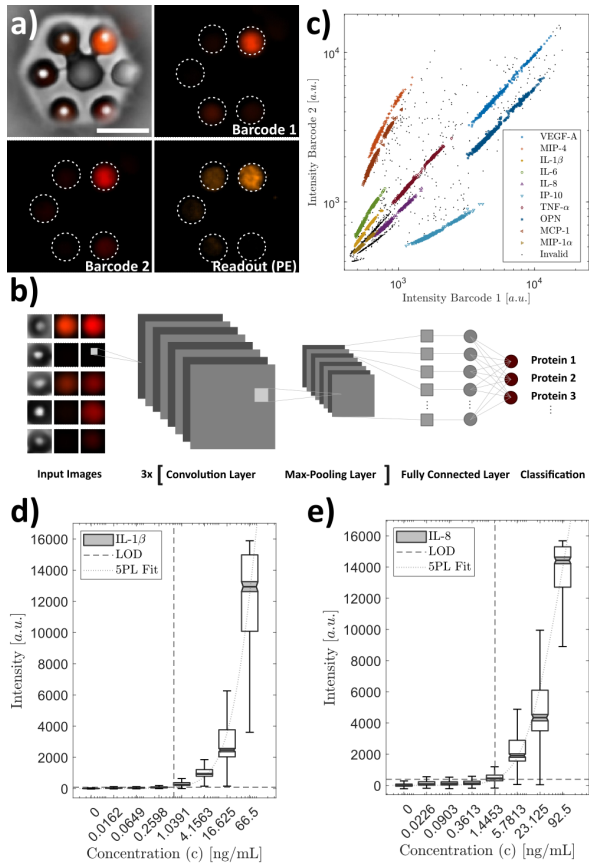 a)
Barcode 1
Barcode 2
Readout (PE)
c)
Intensity Barcode 2 [a.u.]
10⁴
10³
10³
10⁴
Intensity Barcode 1 [a.u.]
VEGF-A
MIP-4
IL-1β
IL-6
IL-8
IP-10
TNF-α
OPN
MCP-1
MIP-1α
Invalid
b)
Protein 1
Protein 2
Protein 3
Input Images
3x [ Convolution Layer
Max-Pooling Layer ]
Fully Connected Layer
Classification
d)
IL-1β
LOD
5PL Fit
Intensity [a.u.]
16000
14000
12000
10000
8000
6000
4000
2000
0
0
0.0162
0.0649
0.2598
1.0391
4.1563
16.625
66.5
Concentration (c) [ng/mL]
e)
IL-8
LOD
5PL Fit
Intensity [a.u.]
16000
14000
12000
10000
8000
6000
4000
2000
0
0
0.0226
0.0903
0.3613
1.4453
5.7813
23.125
92.5
Concentration (c) [ng/mL]